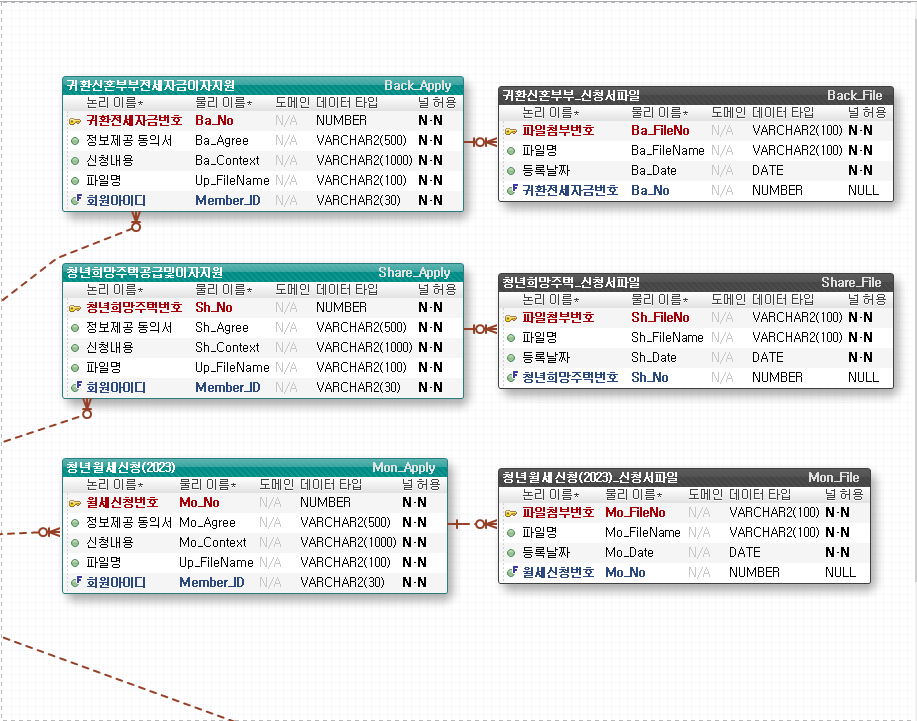 귀환신혼부부전세자금이자지원 Back_Apply
논리 이름* 물리 이름* 도메인 데이터 타입 널 허용
귀환전세자금번호 Ba_No N/A NUMBER N-N
정보제공 동의서 Ba_Agree N/A VARCHAR2(500) N-N
신청내용 Ba_Context N/A VARCHAR2(1000) N-N
파일명 Up_FileName N/A VARCHAR2(100) N-N
F 회원아이디 Member_ID N/A VARCHAR2(30) N-N
귀환신혼부부_신청서파일 Back_File
논리 이름* 물리 이름* 도메인 데이터 타입 널 허용
파일첨부번호 Ba_FileNo N/A VARCHAR2(100) N-N
파일명 Ba_FileName N/A VARCHAR2(100) N-N
등록날짜 Ba_Date N/A DATE N-N
F 귀환전세자금번호 Ba_No N/A NUMBER NULL
청년희망주택공급및이자지원 Share_Apply
논리 이름* 물리 이름* 도메인 데이터 타입 널 허용
청년희망주택번호 Sh_No N/A NUMBER N-N
정보제공 동의서 Sh_Agree N/A VARCHAR2(500) N-N
신청내용 Sh_Context N/A VARCHAR2(1000) N-N
파일명 Up_FileName N/A VARCHAR2(100) N-N
F 회원아이디 Member_ID N/A VARCHAR2(30) N-N
청년희망주택_신청서파일 Share_File
논리 이름* 물리 이름* 도메인 데이터 타입 널 허용
파일첨부번호 Sh_FileNo N/A VARCHAR2(100) N-N
파일명 Sh_FileName N/A VARCHAR2(100) N-N
등록날짜 Sh_Date N/A DATE N-N
F 청년희망주택번호 Sh_No N/A NUMBER NULL
청년월세신청(2023) Mon_Apply
논리 이름* 물리 이름* 도메인 데이터 타입 널 허용
월세신청번호 Mo_No N/A NUMBER N-N
정보제공 동의서 Mo_Agree N/A VARCHAR2(500) N-N
신청내용 Mo_Context N/A VARCHAR2(1000) N-N
파일명 Up_FileName N/A VARCHAR2(100) N-N
F 회원아이디 Member_ID N/A VARCHAR2(30) N-N
청년월세신청(2023)_신청서파일 Mon_File
논리 이름* 물리 이름* 도메인 데이터 타입 널 허용
파일첨부번호 Mo_FileNo N/A VARCHAR2(100) N-N
파일명 Mo_FileName N/A VARCHAR2(100) N-N
등록날짜 Mo_Date N/A DATE N-N
F 월세신청번호 Mo_No N/A NUMBER NULL